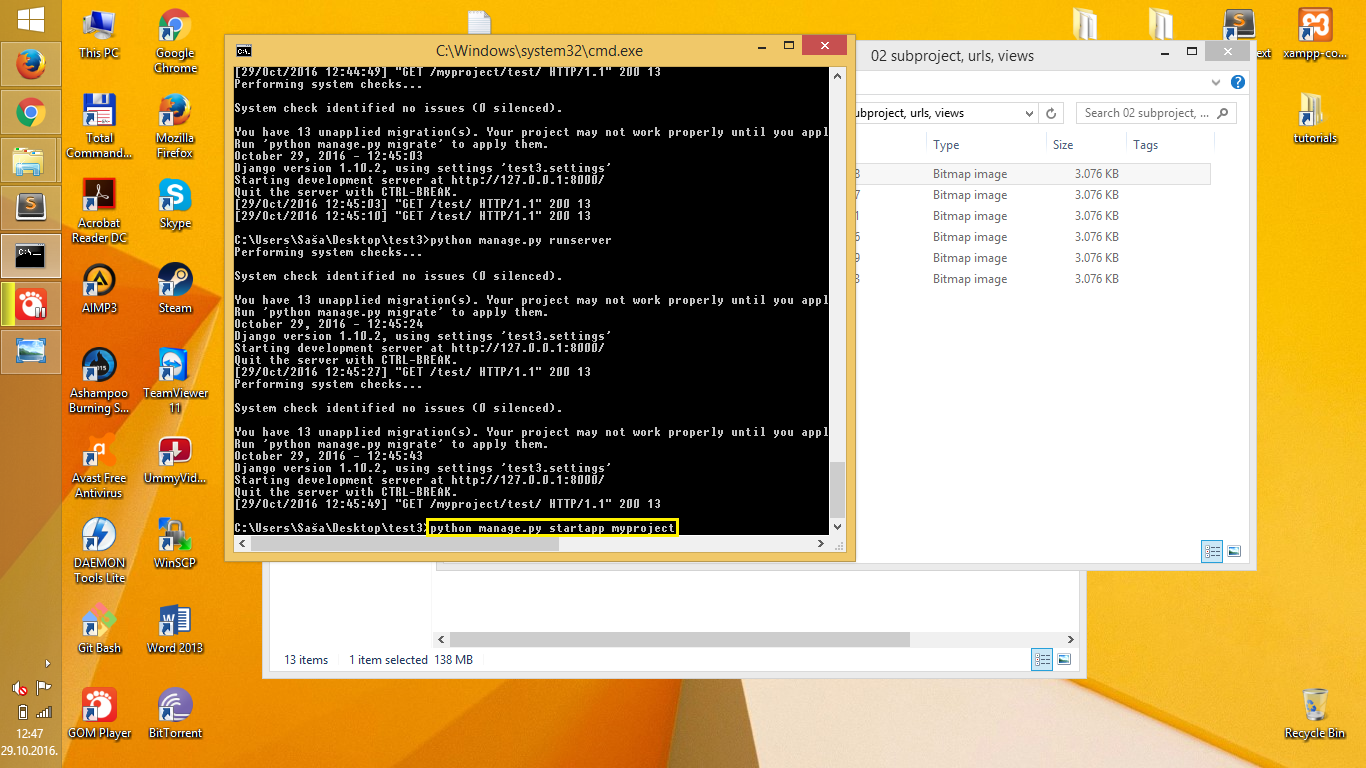 This PC
Google
Chrome
Total
Comman...
Mozilla
Firefox
Acrobat
Reader DC
Skype
AIMP3
Steam
Ashampoo
Burning S...
TeamViewer
11
Avast Free
Antivirus
UmmyVid...
DAEMON
Tools Lite
WinSCP
Git Bash
Word 2013
GOM Player
BitTorrent
12:47
29.10.2016.
C:\Windows\system32\cmd.exe
[29/Oct/2016 12:44:49] "GET /myproject/test/ HTTP/1.1" 200 13
Performing system checks...
System check identified no issues (0 silenced).
You have 13 unapplied migration(s). Your project may not work properly until you appl
Run 'python manage.py migrate' to apply them.
October 29, 2016 - 12:45:03
Django version 1.10.2, using settings 'test3.settings'
Starting development server at http://127.0.0.1:8000/
Quit the server with CTRL-BREAK.
[29/Oct/2016 12:45:03] "GET /test/ HTTP/1.1" 200 13
[29/Oct/2016 12:45:10] "GET /test/ HTTP/1.1" 200 13
C:\Users\Saša\Desktop\test3>python manage.py runserver
Performing system checks...
System check identified no issues (0 silenced).
You have 13 unapplied migration(s). Your project may not work properly until you appl
Run 'python manage.py migrate' to apply them.
October 29, 2016 - 12:45:24
Django version 1.10.2, using settings 'test3.settings'
Starting development server at http://127.0.0.1:8000/
Quit the server with CTRL-BREAK.
[29/Oct/2016 12:45:27] "GET /test/ HTTP/1.1" 200 13
Performing system checks...
System check identified no issues (0 silenced).
You have 13 unapplied migration(s). Your project may not work properly until you appl
Run 'python manage.py migrate' to apply them.
October 29, 2016 - 12:45:43
Django version 1.10.2, using settings 'test3.settings'
Starting development server at http://127.0.0.1:8000/
Quit the server with CTRL-BREAK.
[29/Oct/2016 12:45:49] "GET /myproject/test/ HTTP/1.1" 200 13
C:\Users\Saša\Desktop\test3>python manage.py startapp myproject
02 subproject, urls, views
ubproject, urls, views
Search 02 subproject, ...
Type Size Tags
8 Bitmap image 3.076 KB
7 Bitmap image 3.076 KB
1 Bitmap image 3.076 KB
6 Bitmap image 3.076 KB
9 Bitmap image 3.076 KB
3 Bitmap image 3.076 KB
13 items 1 item selected 138 MB
ext
xampp-co...
tutorials
Recycle Bin